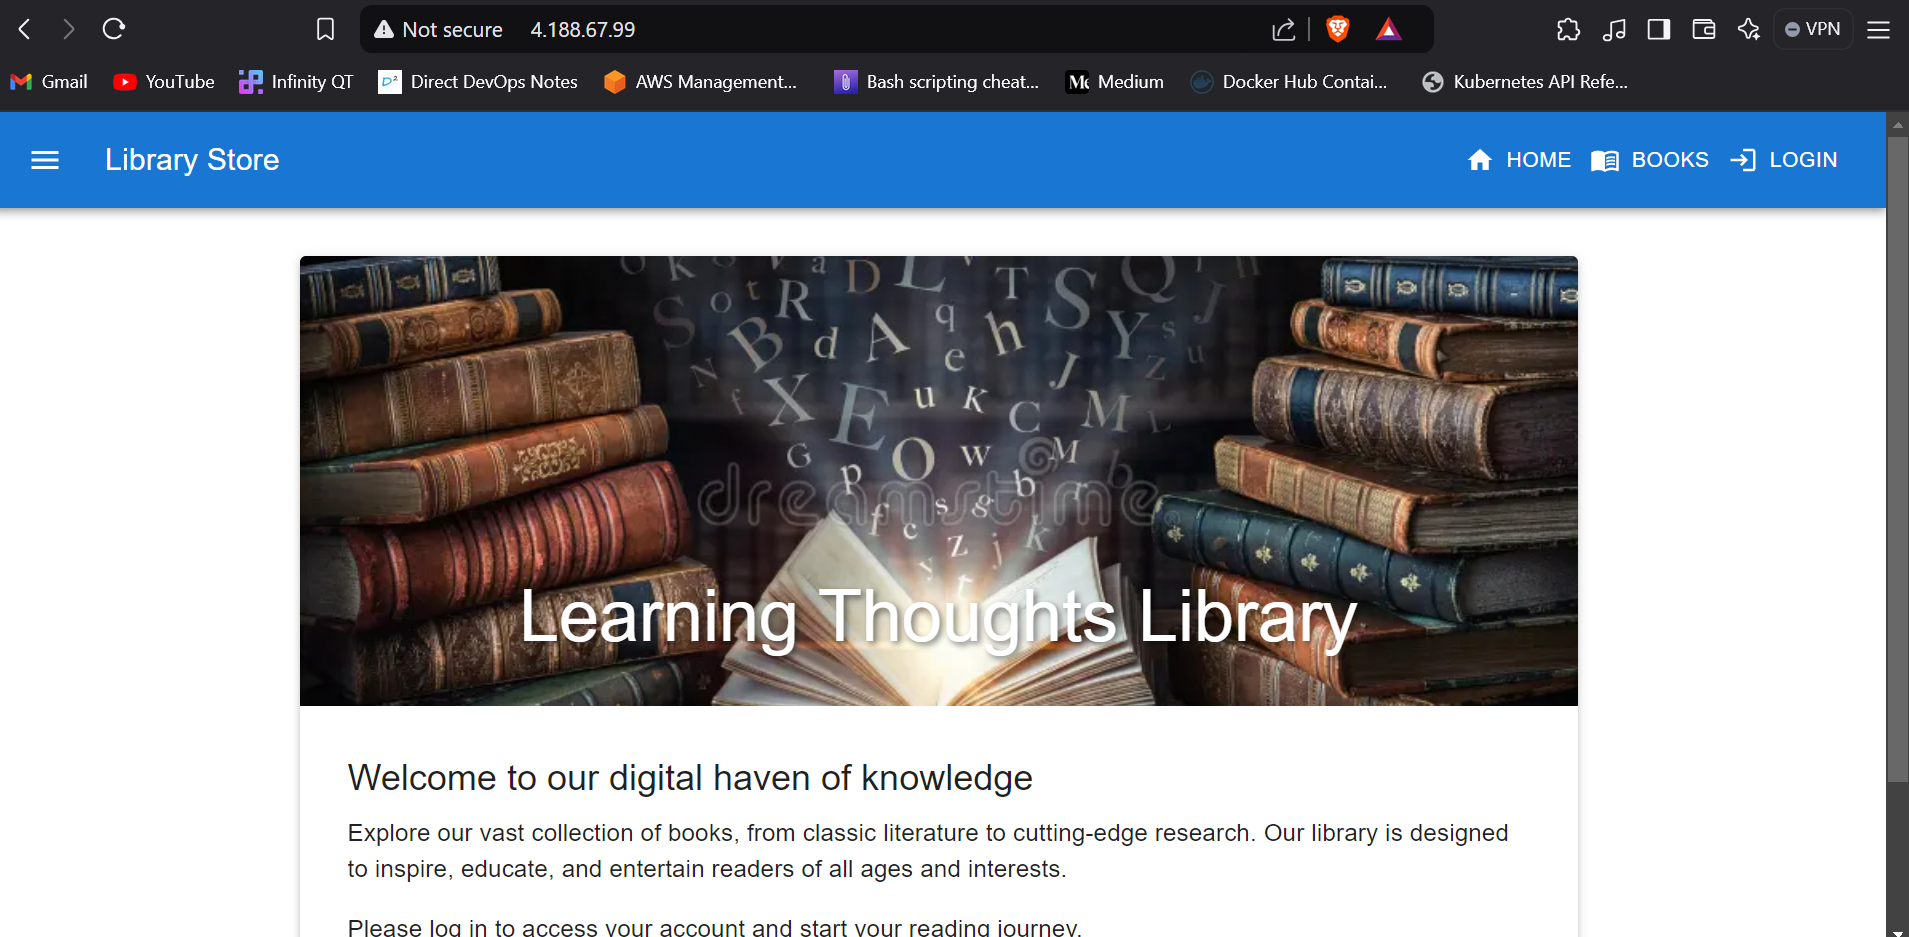 Not secure 4.188.67.99 VPN
Gmail YouTube Infinity QT Direct DevOps Notes AWS Management... Bash scripting cheat... Medium Docker Hub Contai... Kubernetes API Refe...
Library Store HOME BOOKS LOGIN
dreamstime
Learning Thoughts Library
Welcome to our digital haven of knowledge
Explore our vast collection of books, from classic literature to cutting-edge research. Our library is designed
to inspire, educate, and entertain readers of all ages and interests.
Please log in to access your account and start your reading journey.